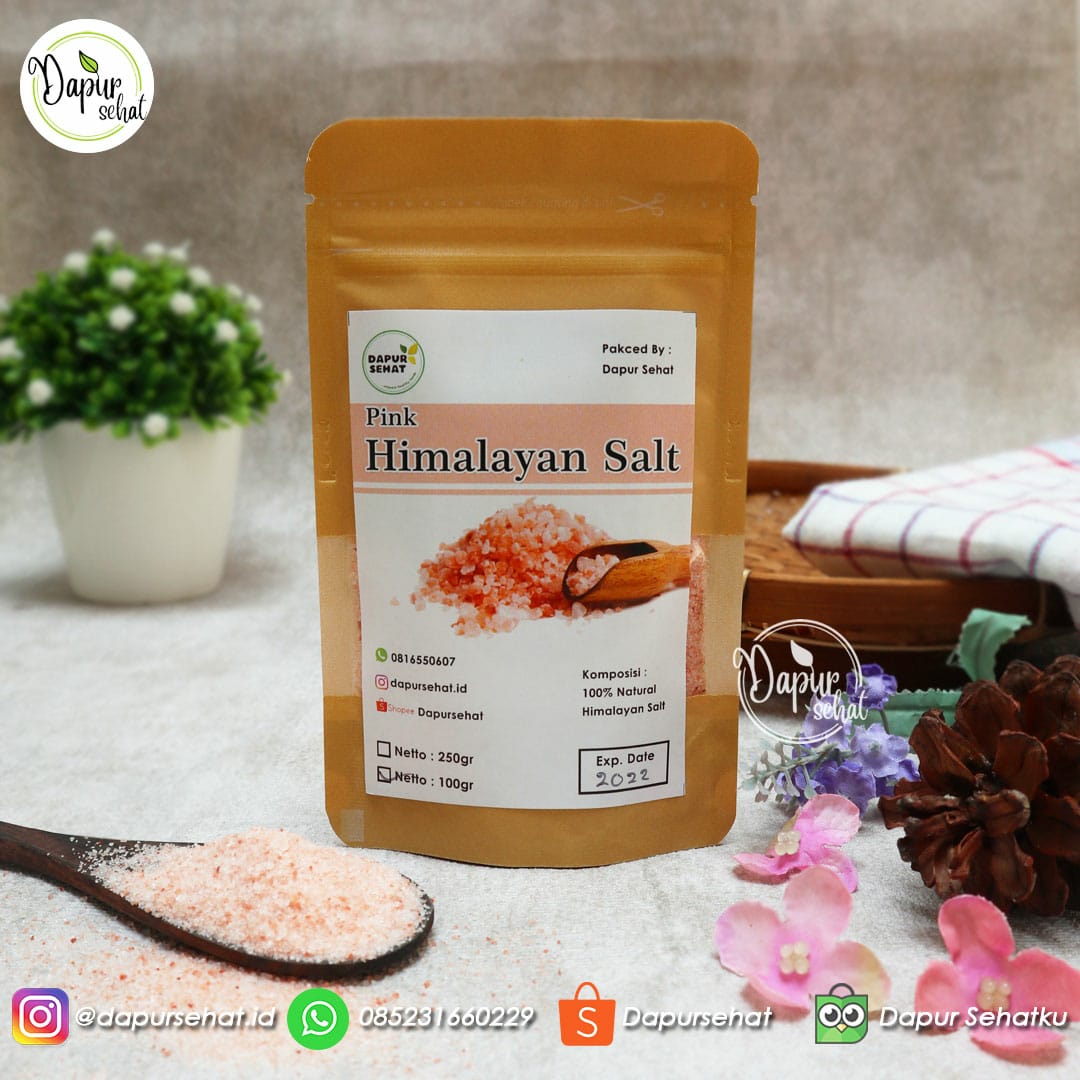 Dapur
sehat
DAPUR
SEHAT
Pakced By :
Dapur Sehat
Pink
Himalayan Salt
0816550607
dapursehat.id
Shopee Dapursehat
Komposisi :
100% Natural
Himalayan Salt
Netto : 250gr
Netto : 100gr
Exp. Date
2022
Dapur
sehat
@dapursehat.id
085231660229
Dapursehat
Dapur Sehatku